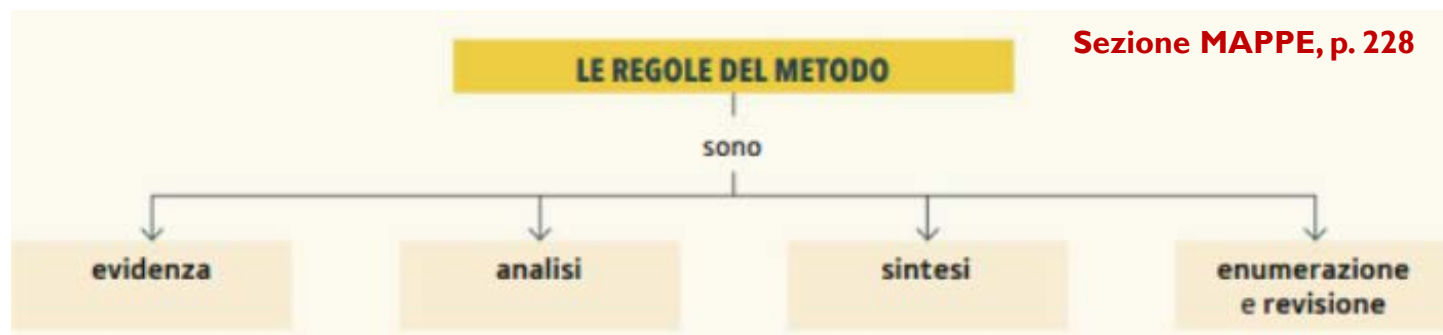 Sezione MAPPE, p. 228
LE REGOLE DEL METODO
sono
evidenza
analisi
sintesi
enumerazione
e revisione